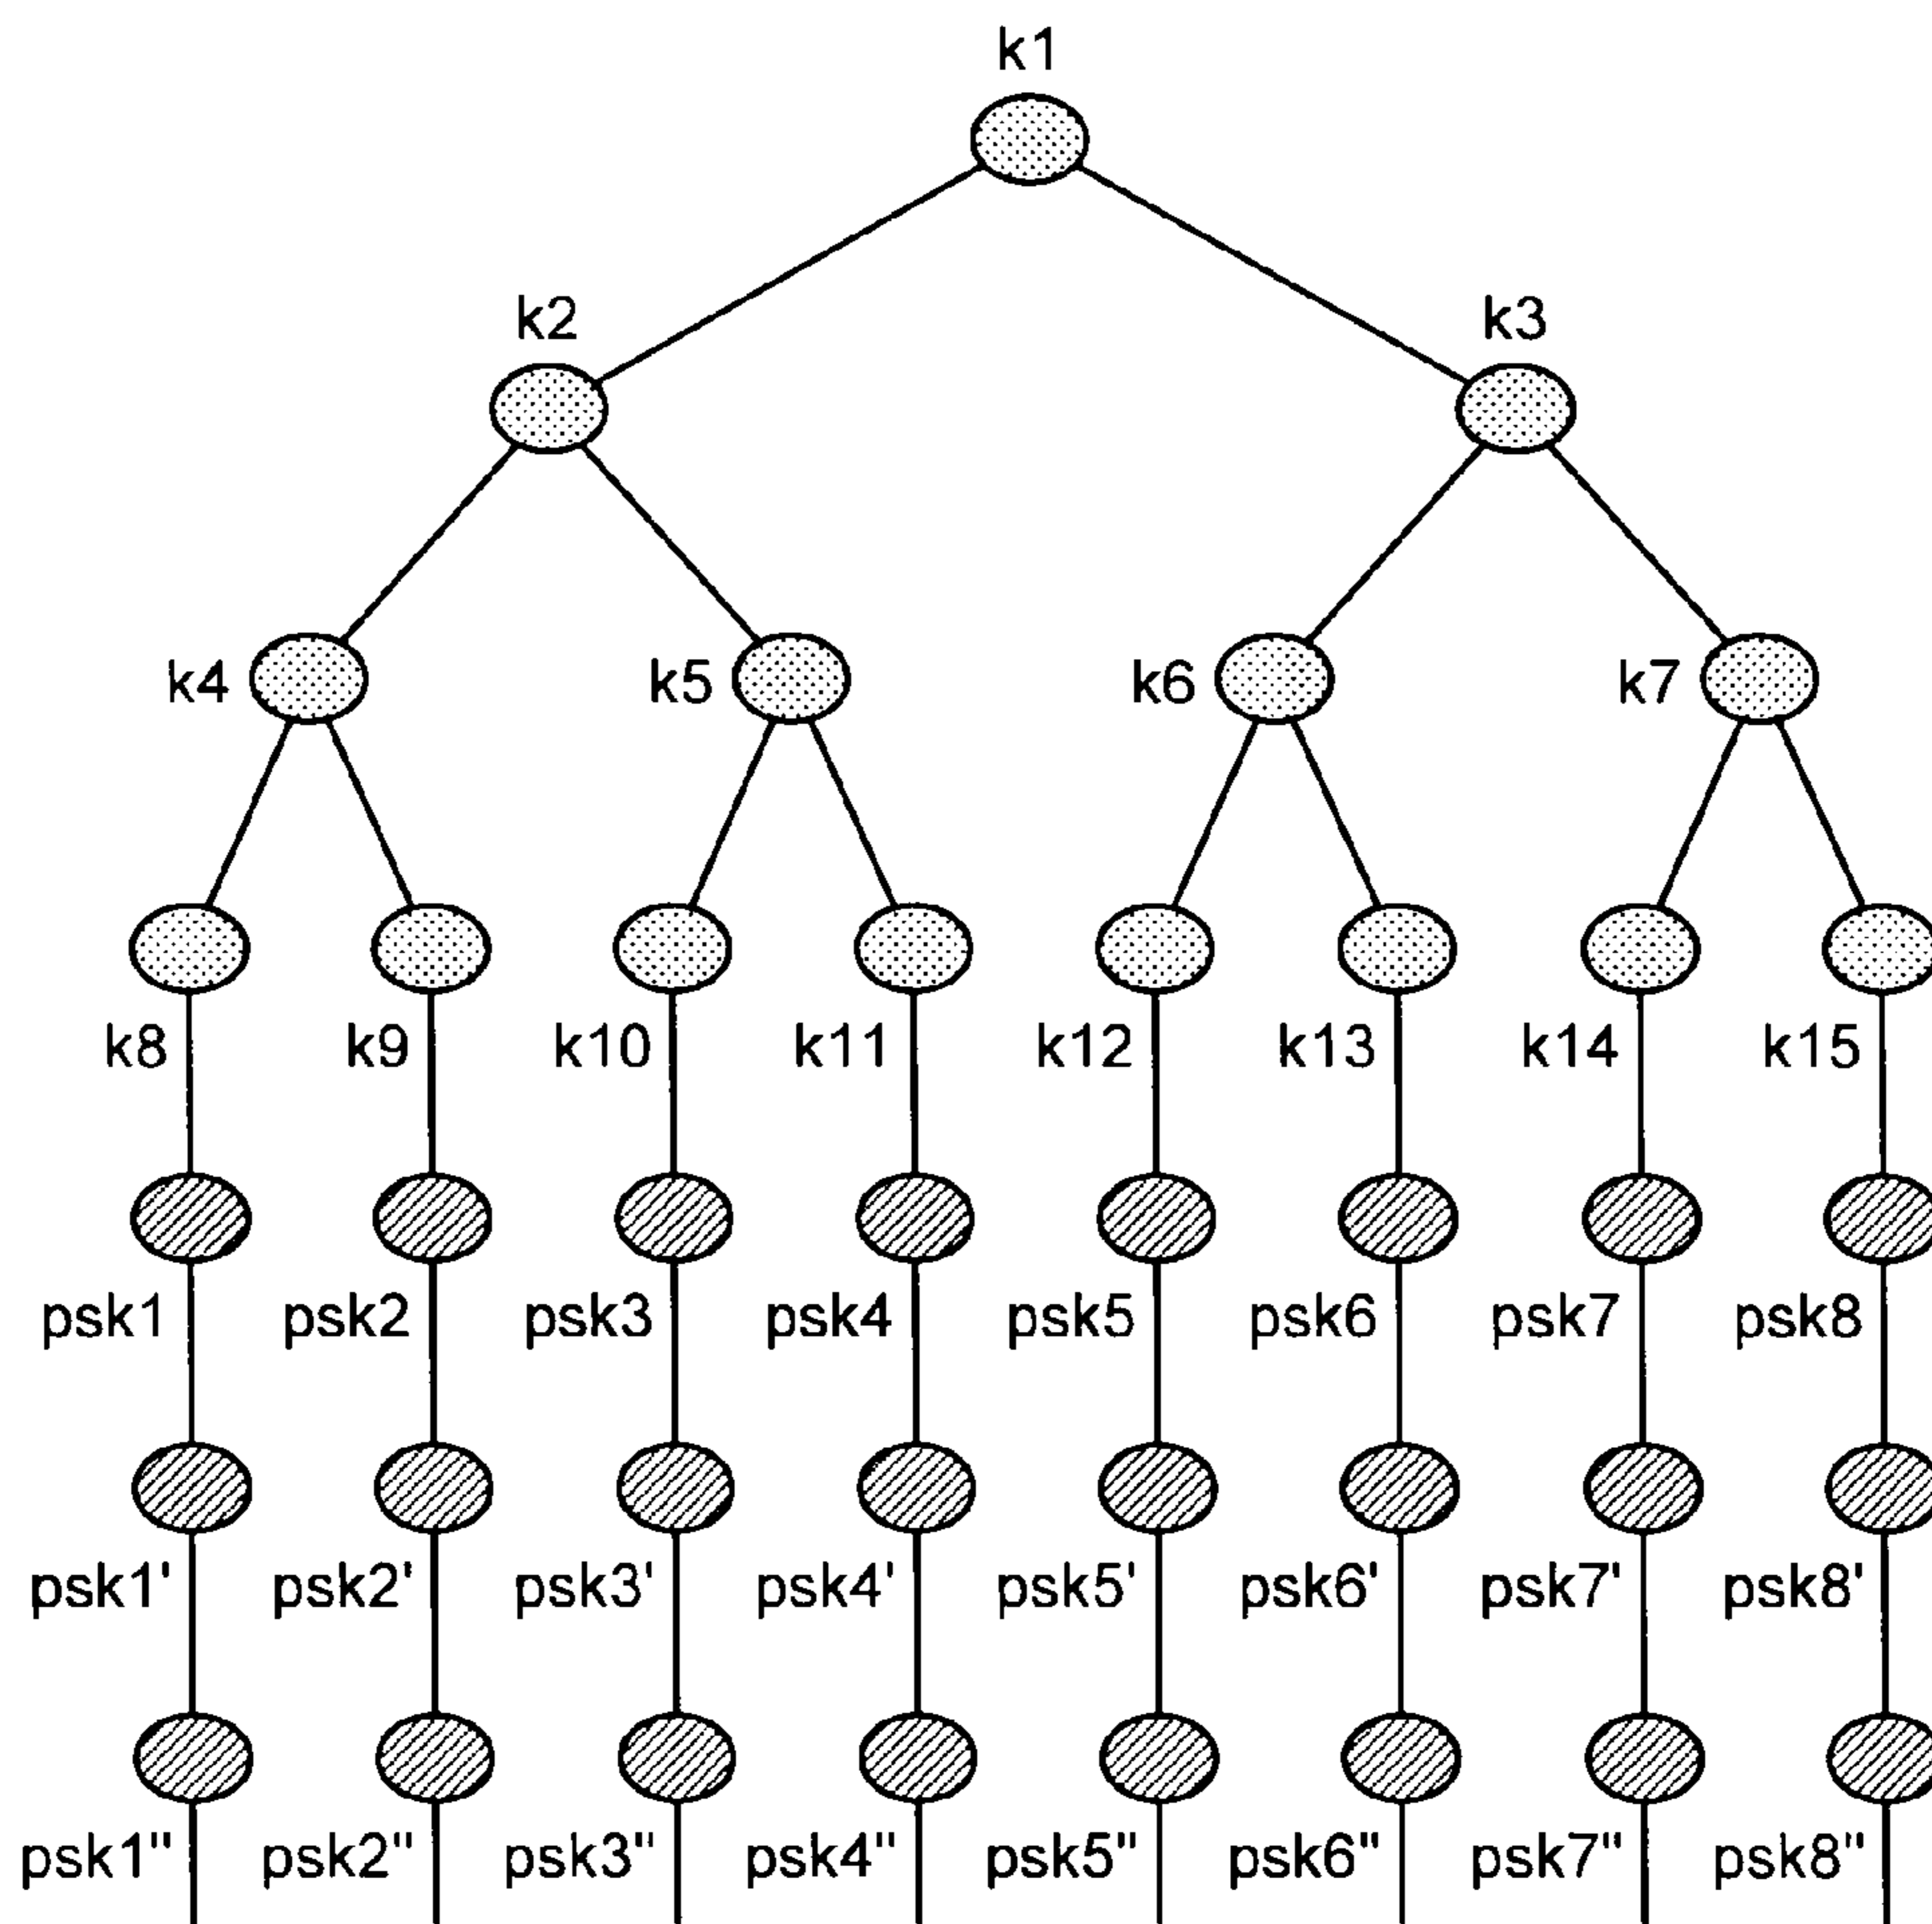 k1
k2 k3
k4 k5 k6 k7
k8 k9 k10 k11 k12 k13 k14 k15
psk1 psk2 psk3 psk4 psk5 psk6 psk7 psk8
psk1' psk2' psk3' psk4' psk5' psk6' psk7' psk8'
psk1" psk2" psk3" psk4" psk5" psk6" psk7" psk8"